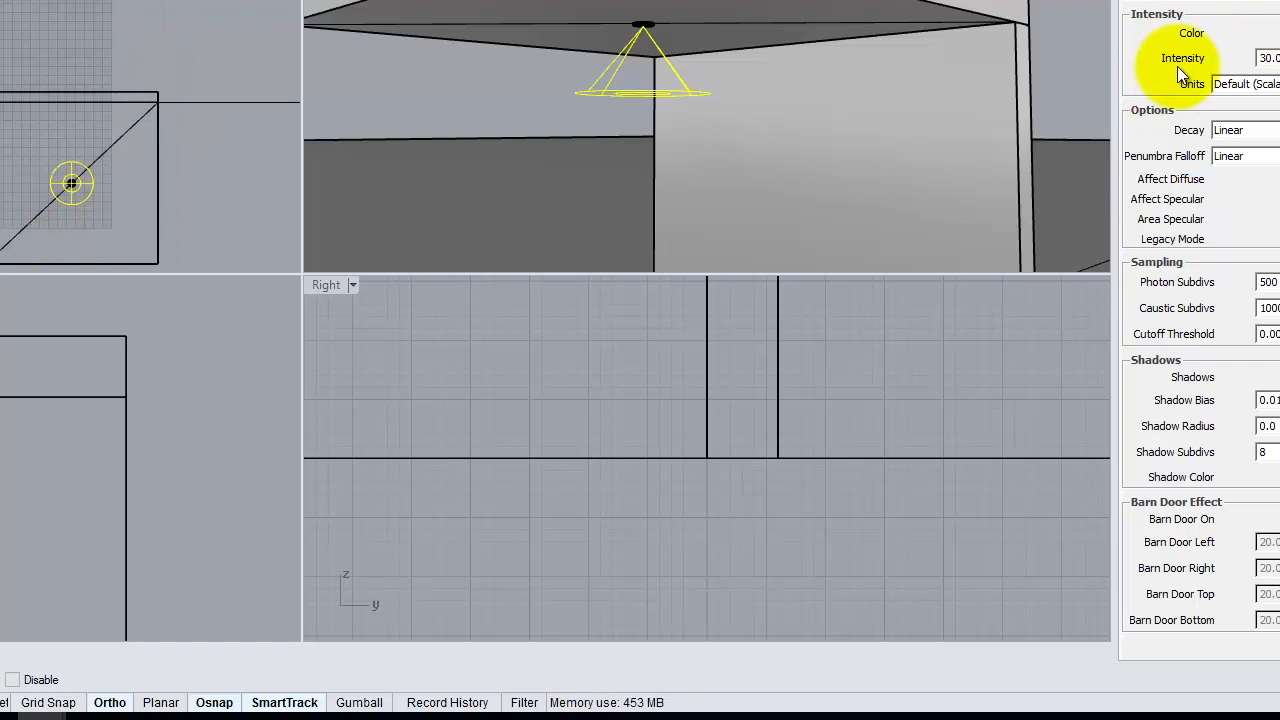 Intensity
Color
Intensity 30.0
Units Default (Scala
Options
Decay Linear
Penumbra Falloff Linear
Affect Diffuse
Affect Specular
Area Specular
Legacy Mode
Sampling
Photon Subdivs 500
Caustic Subdivs 1000
Cutoff Threshold 0.00
Shadows
Shadows
Shadow Bias 0.01
Shadow Radius 0.0
Shadow Subdivs 8
Shadow Color
Barn Door Effect
Barn Door On
Barn Door Left 20.0
Barn Door Right 20.0
Barn Door Top 20.0
Barn Door Bottom 20.0
Right
z
y
Disable
et Grid Snap Ortho Planar Osnap SmartTrack Gumball Record History Filter Memory use: 453 MB